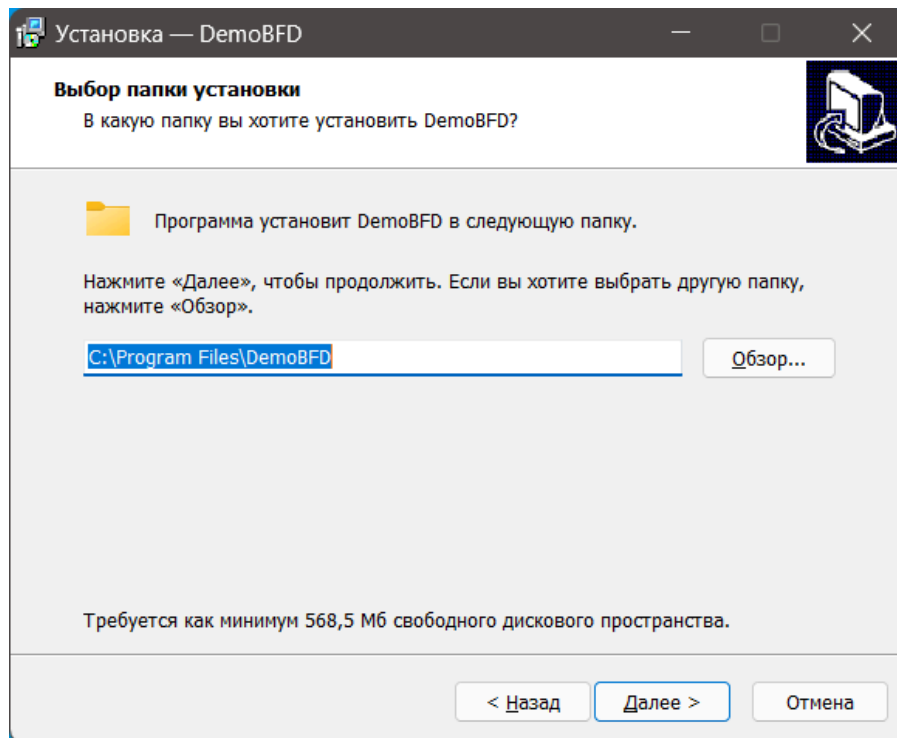 Установка — DemoBFD
Выбор папки установки
В какую папку вы хотите установить DemoBFD?
Программа установит DemoBFD в следующую папку.
Нажмите «Далее», чтобы продолжить. Если вы хотите выбрать другую папку,
нажмите «Обзор».
C:\Program Files\DemoBFD
Обзор...
Требуется как минимум 568,5 Мб свободного дискового пространства.
< Назад
Далее >
Отмена